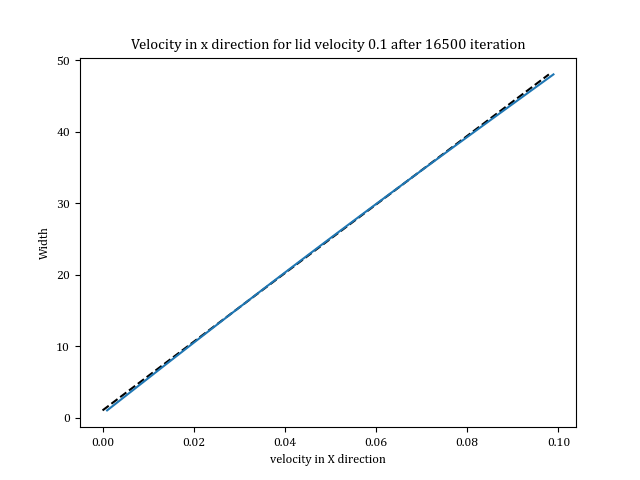 Velocity in x direction for lid velocity 0.1 after 16500 iteration
50
40
30
20
10
0
Width
0.00 0.02 0.04 0.06 0.08 0.10
velocity in X direction